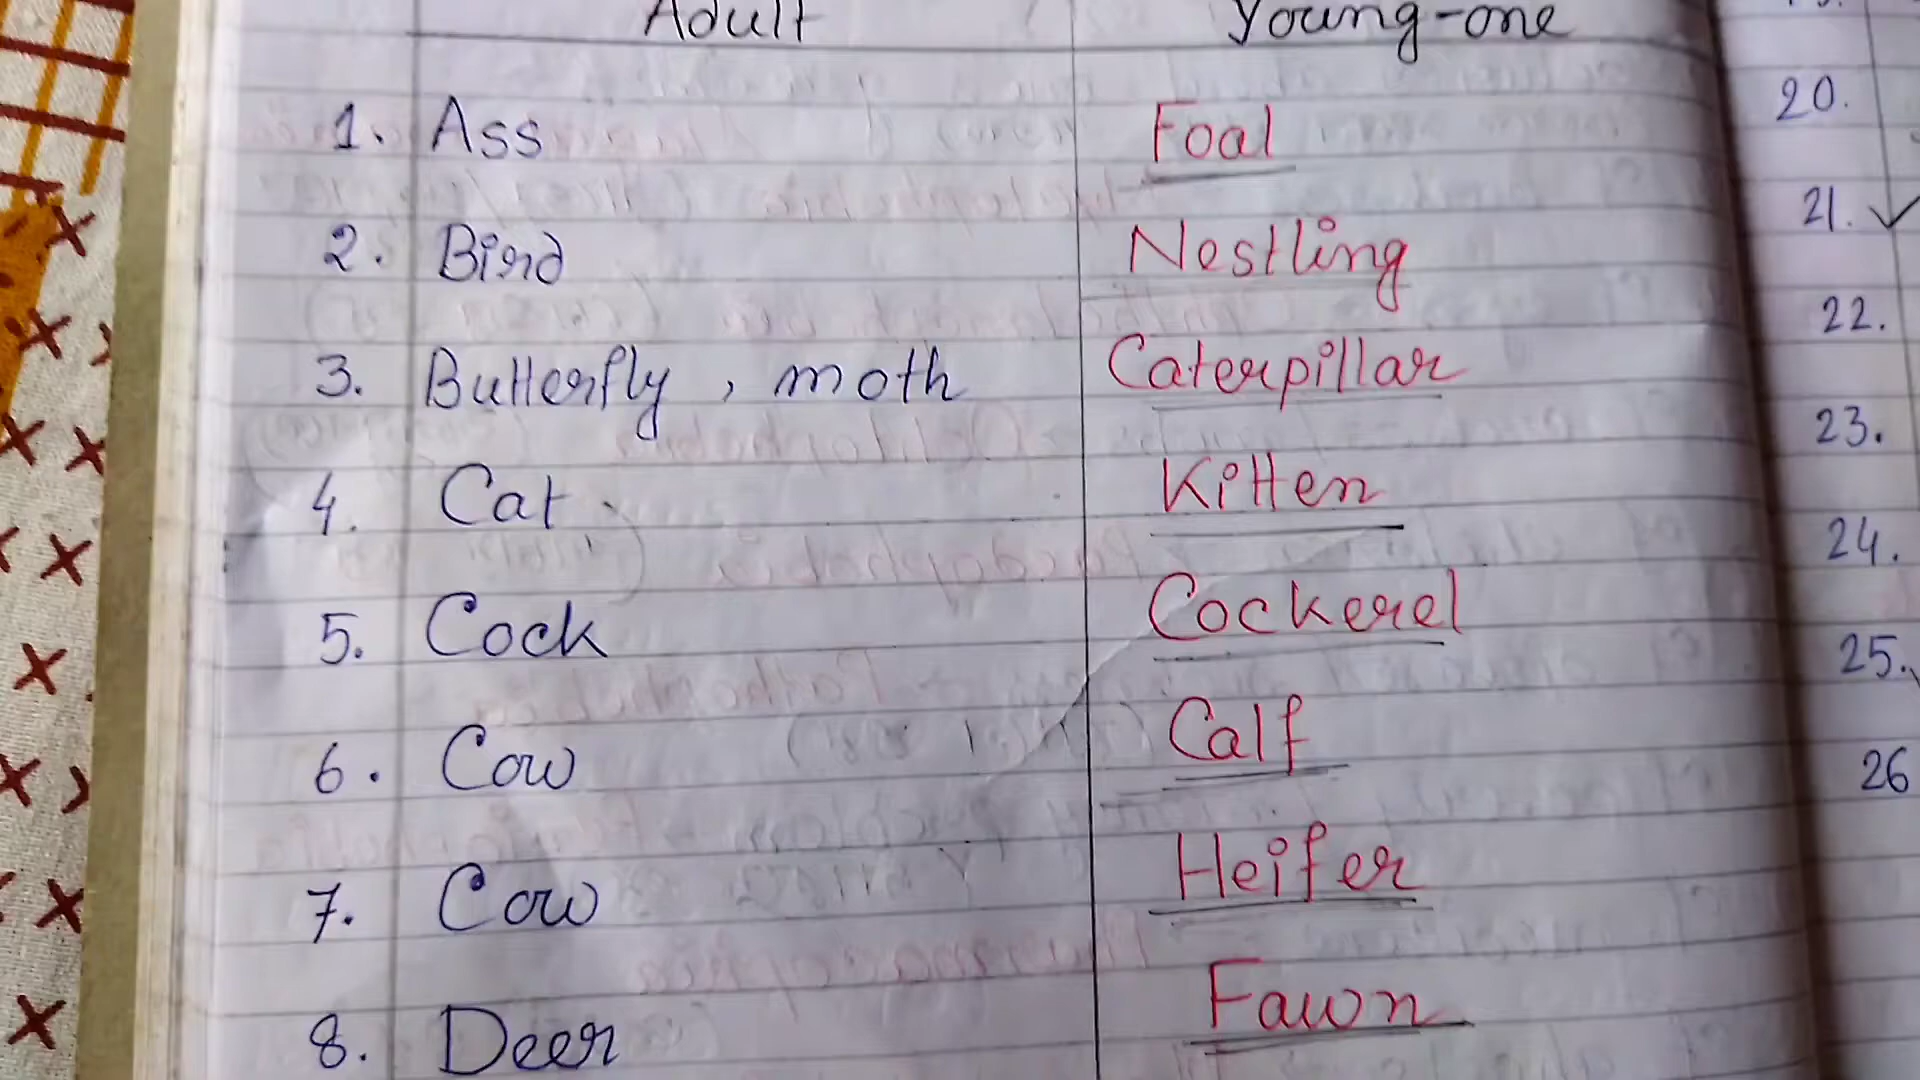 Adult Young-one
1. Ass Foal
2. Bird Nestling
3. Butterfly, moth Caterpillar
4. Cat Kitten
5. Cock Cockerel
6. Cow Calf
7. Cow Heifer
8. Deer Fawn
20.
21.
22.
23.
24.
25.
26